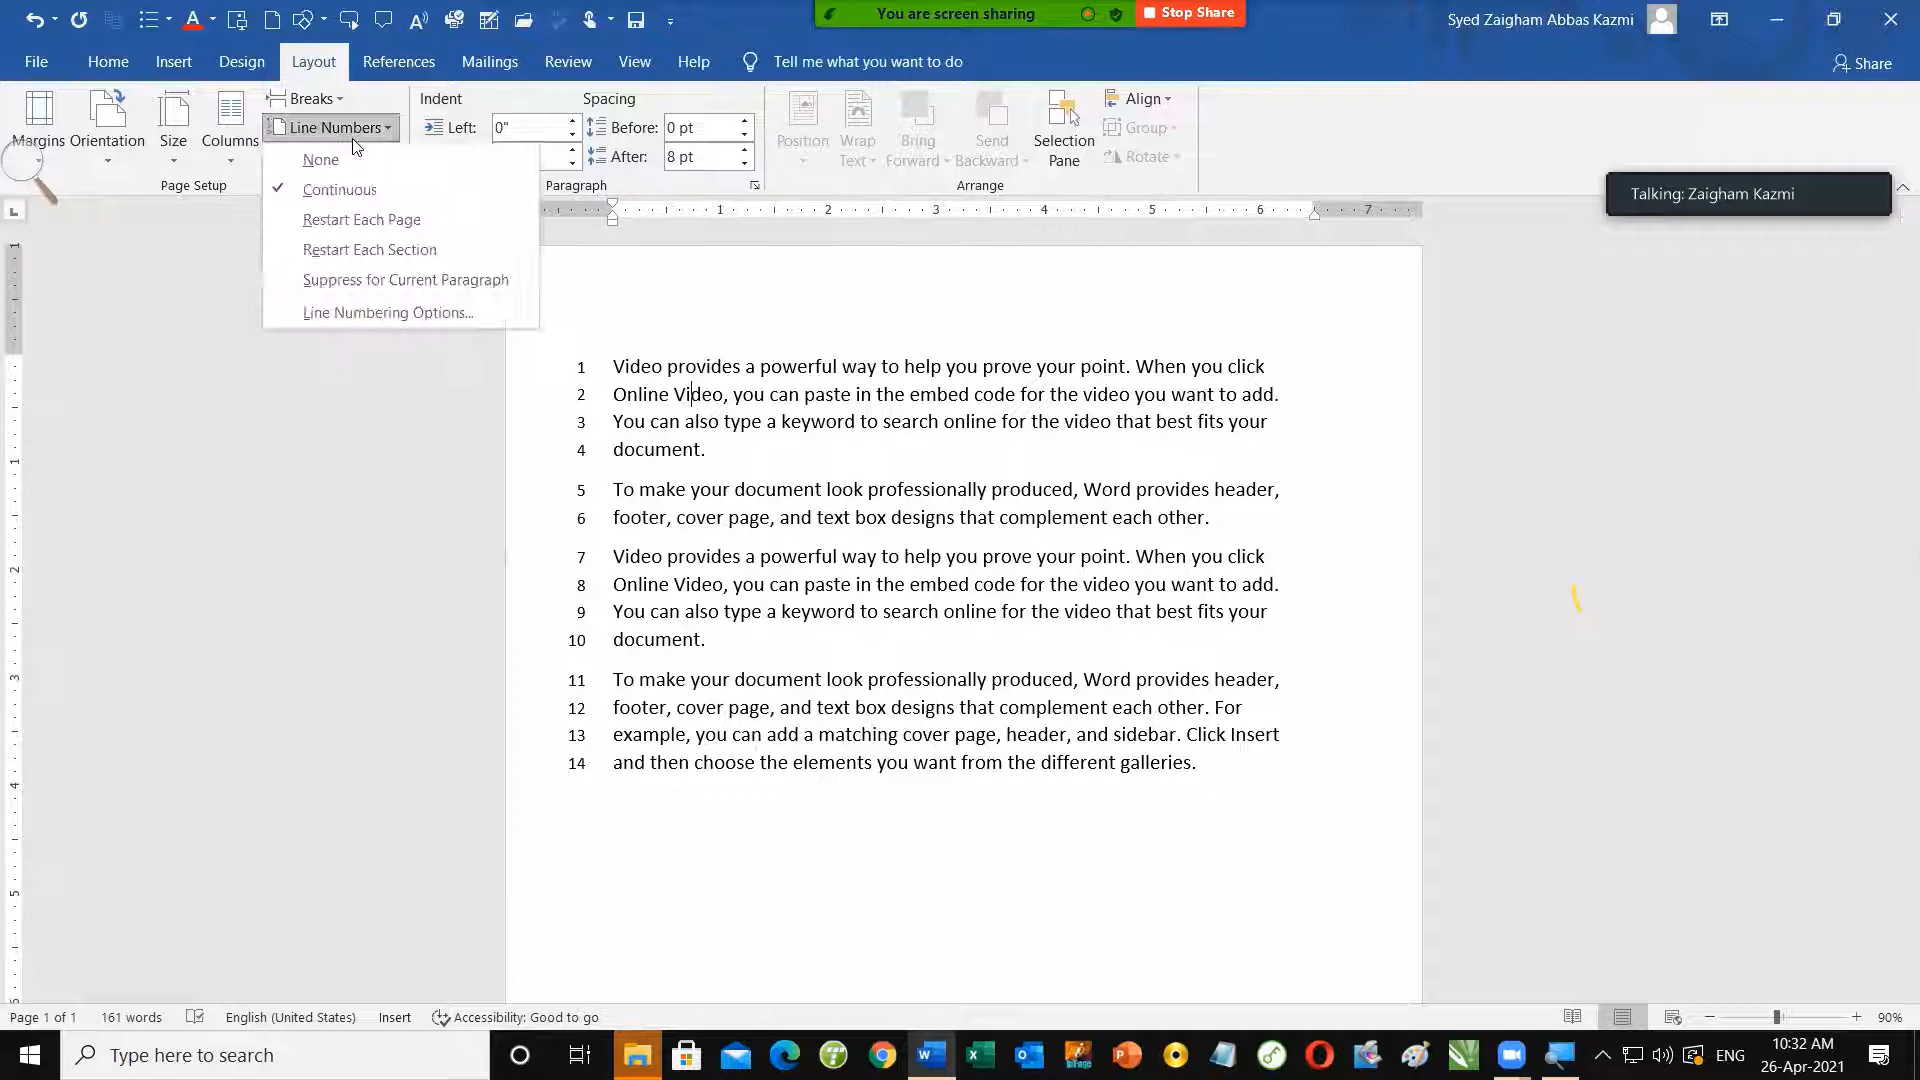 You are screen sharing
Stop Share
Syed Zaigham Abbas Kazmi
File Home Insert Design Layout References Mailings Review View Help Tell me what you want to do
Share
Margins Orientation Size Columns
Breaks
Line Numbers
Page Setup
Indent
Left: 0"
Spacing
Before: 0 pt
After: 8 pt
Paragraph
Position
Wrap Text
Bring Forward
Send Backward
Selection Pane
Align
Group
Rotate
Arrange
None
Continuous
Restart Each Page
Restart Each Section
Suppress for Current Paragraph
Line Numbering Options...
Talking: Zaigham Kazmi
1 2 3 4 5 6 7
1 Video provides a powerful way to help you prove your point. When you click
2 Online Video, you can paste in the embed code for the video you want to add.
3 You can also type a keyword to search online for the video that best fits your
4 document.
5 To make your document look professionally produced, Word provides header,
6 footer, cover page, and text box designs that complement each other.
7 Video provides a powerful way to help you prove your point. When you click
8 Online Video, you can paste in the embed code for the video you want to add.
9 You can also type a keyword to search online for the video that best fits your
10 document.
11 To make your document look professionally produced, Word provides header,
12 footer, cover page, and text box designs that complement each other. For
13 example, you can add a matching cover page, header, and sidebar. Click Insert
14 and then choose the elements you want from the different galleries.
Page 1 of 1 161 words English (United States) Insert Accessibility: Good to go 90%
Type here to search
ENG
10:32 AM
26-Apr-2021